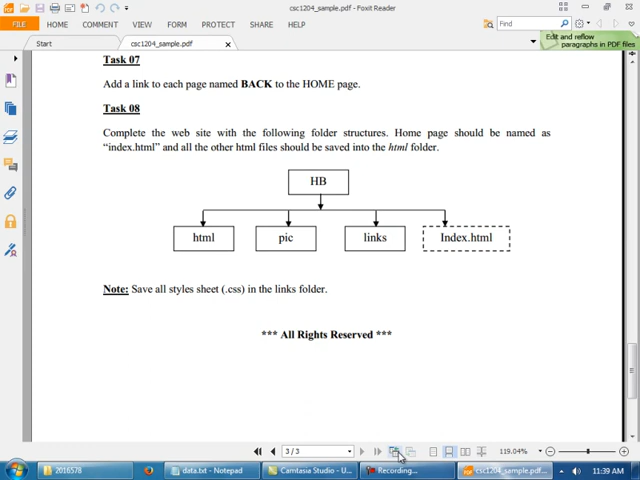 csc1204_sample.pdf - Foxit Reader
FILE HOME COMMENT VIEW FORM PROTECT SHARE HELP Find
Start csc1204_sample.pdf
Edit and reflow
paragraphs in PDF files
Task 07
Add a link to each page named BACK to the HOME page.
Task 08
Complete the web site with the following folder structures. Home page should be named as
“index.html” and all the other html files should be saved into the html folder.
HB
html pic links Index.html
Note: Save all styles sheet (.css) in the links folder.
*** All Rights Reserved ***
3 / 3 119.04%
2016578 data.txt - Notepad Camtasia Studio - U... Recording... csc1204_sample.pd... 11:39 AM